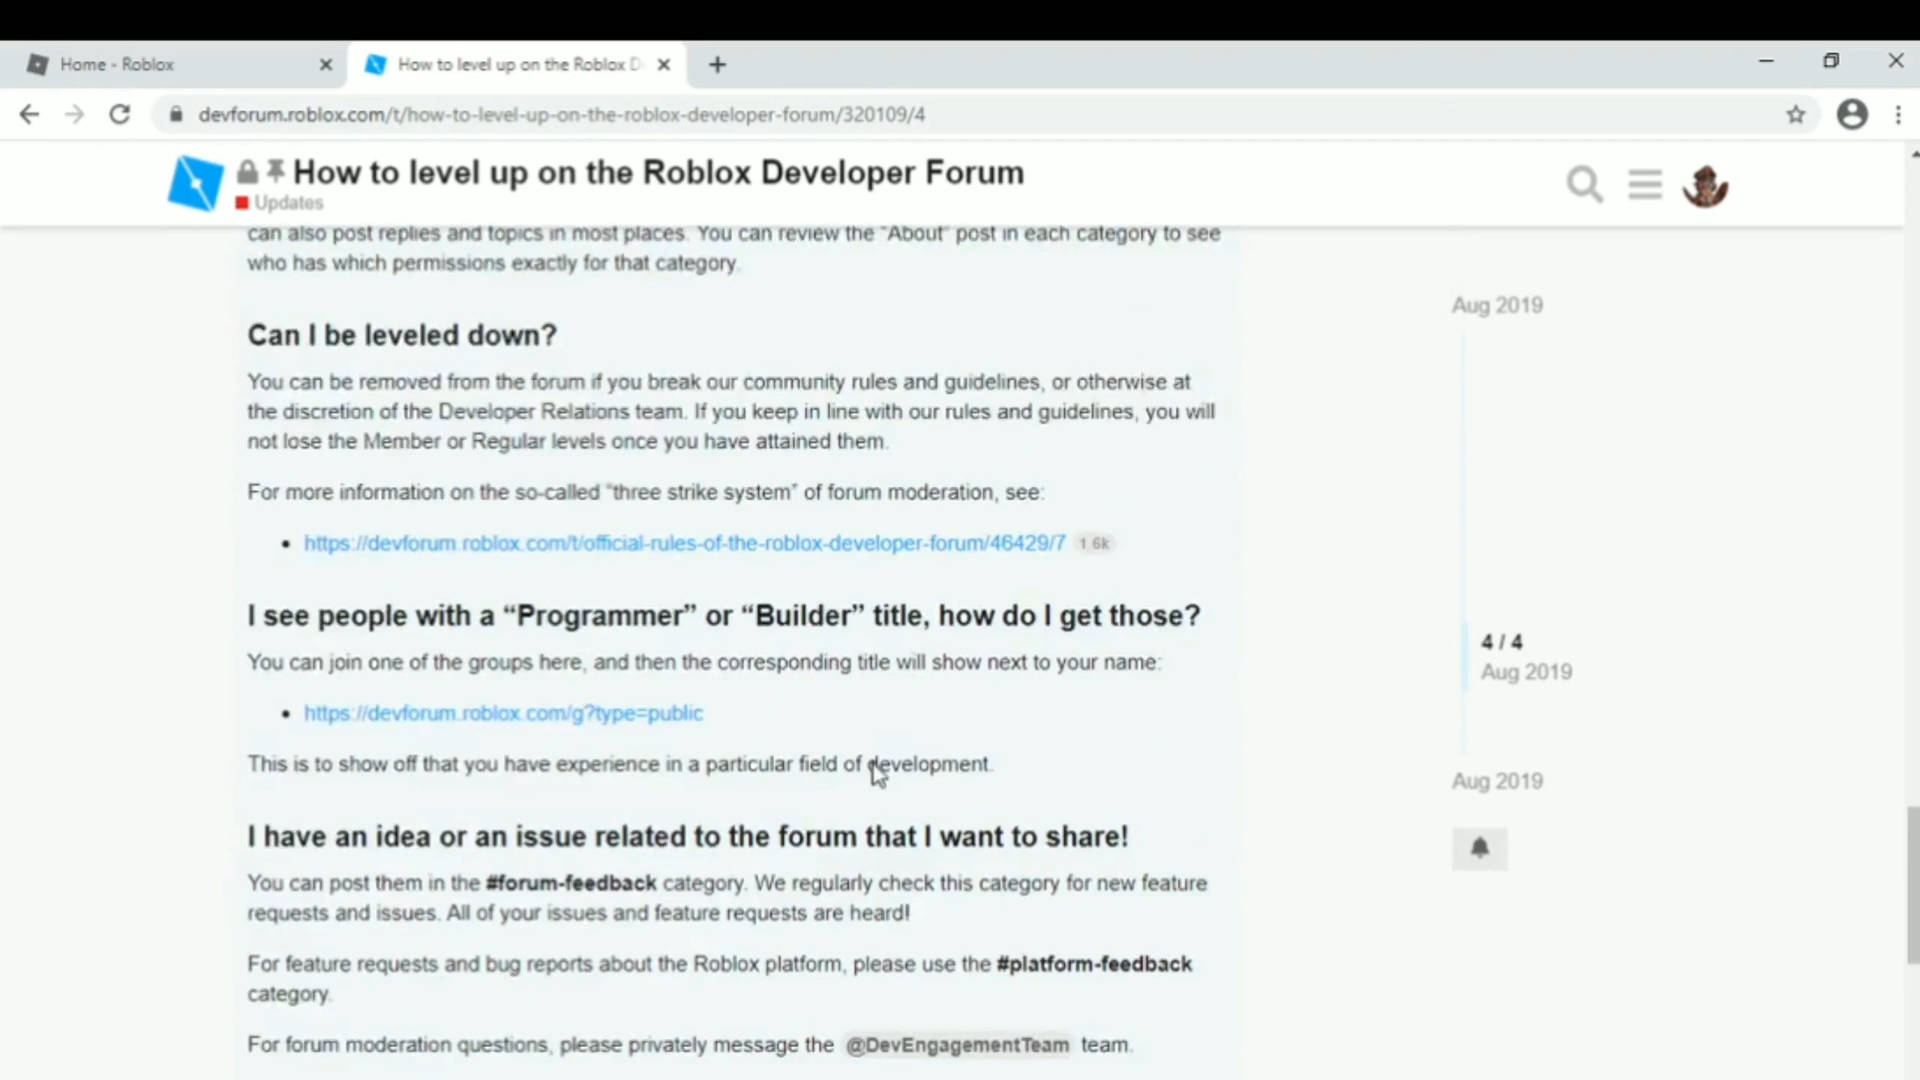 Home - Roblox
How to level up on the Roblox D
devforum.roblox.com/t/how-to-level-up-on-the-roblox-developer-forum/320109/4
How to level up on the Roblox Developer Forum
Updates
can also post replies and topics in most places. You can review the "About" post in each category to see
who has which permissions exactly for that category.
Can I be leveled down?
You can be removed from the forum if you break our community rules and guidelines, or otherwise at
the discretion of the Developer Relations team. If you keep in line with our rules and guidelines, you will
not lose the Member or Regular levels once you have attained them.
For more information on the so-called "three strike system" of forum moderation, see:
• https://devforum.roblox.com/t/official-rules-of-the-roblox-developer-forum/46429/7 1.6k
I see people with a “Programmer” or “Builder” title, how do I get those?
You can join one of the groups here, and then the corresponding title will show next to your name:
• https://devforum.roblox.com/g?type=public
This is to show off that you have experience in a particular field of development.
I have an idea or an issue related to the forum that I want to share!
You can post them in the #forum-feedback category. We regularly check this category for new feature
requests and issues. All of your issues and feature requests are heard!
For feature requests and bug reports about the Roblox platform, please use the #platform-feedback
category.
For forum moderation questions, please privately message the @DevEngagementTeam team.
Aug 2019
4 / 4
Aug 2019
Aug 2019